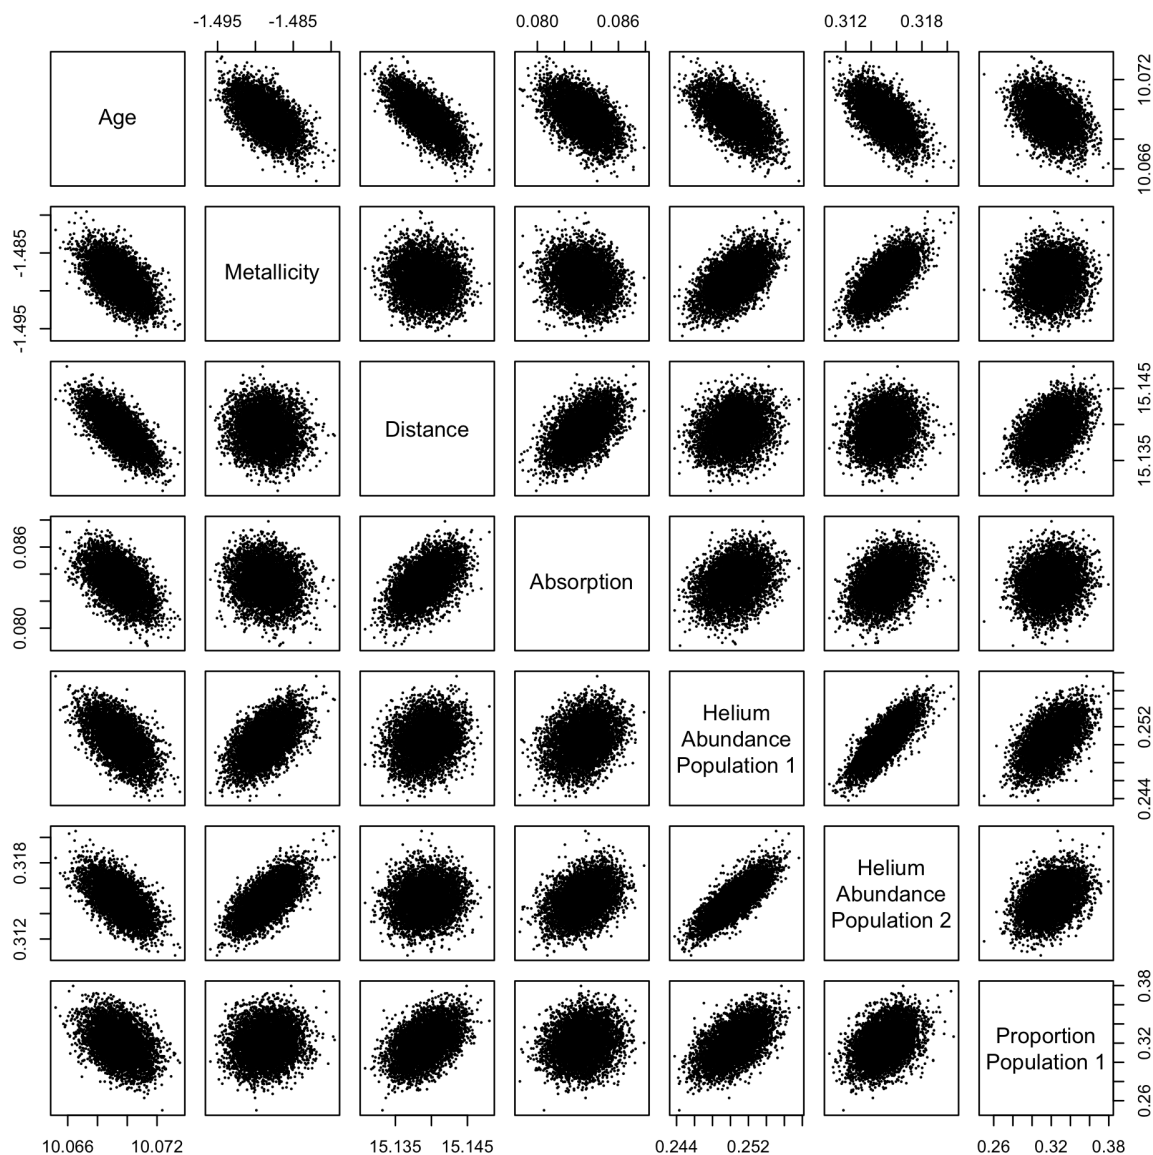 -1.495 -1.485 0.080 0.086 0.312 0.318
Age
10.072
10.066
Metallicity
-1.485
-1.495
Distance
15.145
15.135
Absorption
0.086
0.080
Helium
Abundance
Population 1
0.252
0.244
Helium
Abundance
Population 2
0.318
0.312
Proportion
Population 1
0.38
0.32
0.26
10.066 10.072 15.135 15.145 0.244 0.252 0.26 0.32 0.38